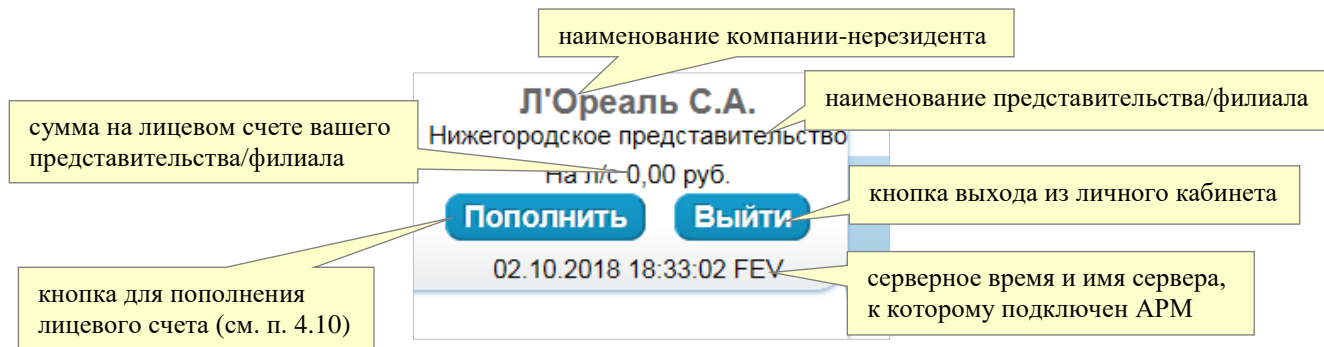 наименование компании-нерезидента
Л'Ореаль С.А.
наименование представительства/филиала
сумма на лицевом счете вашего
представительства/филиала
Нижегородское представительство
На л/с 0,00 руб.
кнопка выхода из личного кабинета
Пополнить
Выйти
02.10.2018 18:33:02 FEV
серверное время и имя сервера,
к которому подключен АРМ
кнопка для пополнения
лицевого счета (см. п. 4.10)